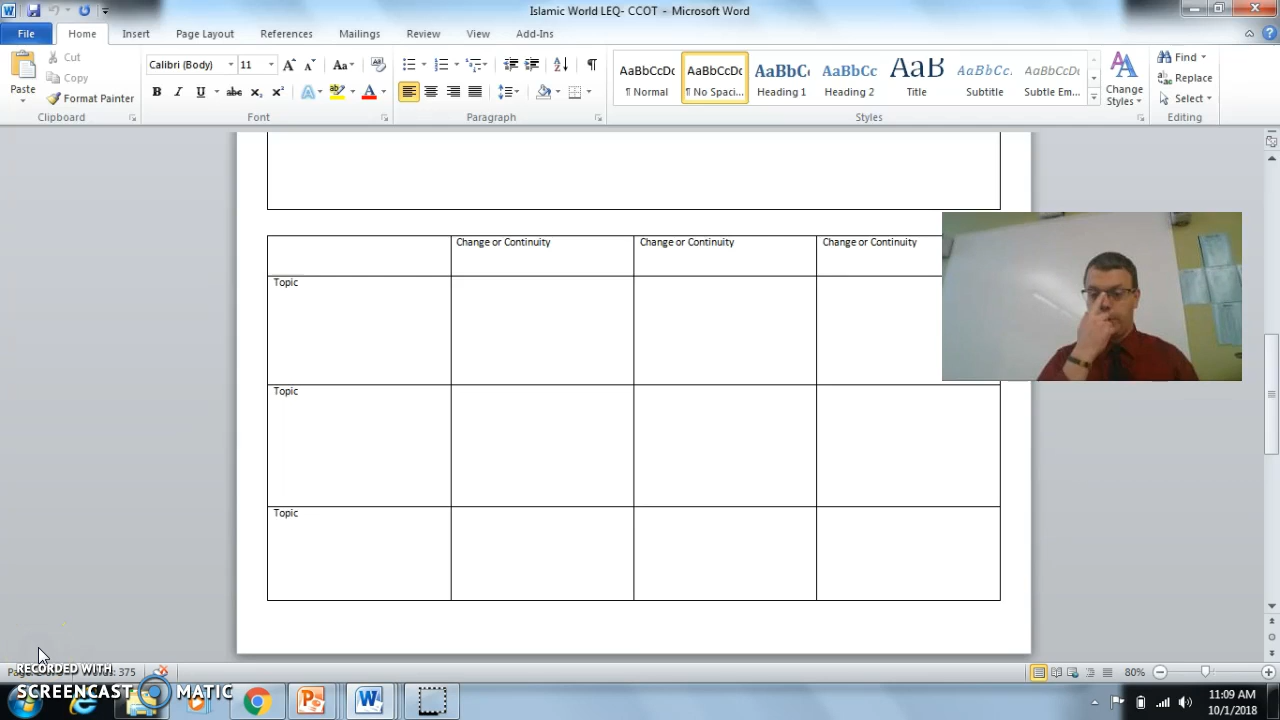 Islamic World LEQ- CCOT - Microsoft Word
File Home Insert Page Layout References Mailings Review View Add-Ins
Paste
Cut
Copy
Format Painter
Clipboard
Calibri (Body) 11
Font
Paragraph
AaBbCcDc AaBbCcDc AaBbCc AaBbCc AaB AaBbCc. AaBbCcDc
¶ Normal ¶ No Spaci... Heading 1 Heading 2 Title Subtitle Subtle Em...
Change
Styles
Styles
Find
Replace
Select
Editing
Change or Continuity Change or Continuity Change or Continuity
Topic
Topic
Topic
RECORDED WITH
SCREENCAST MATIC
Words: 375
80%
11:09 AM
10/1/2018